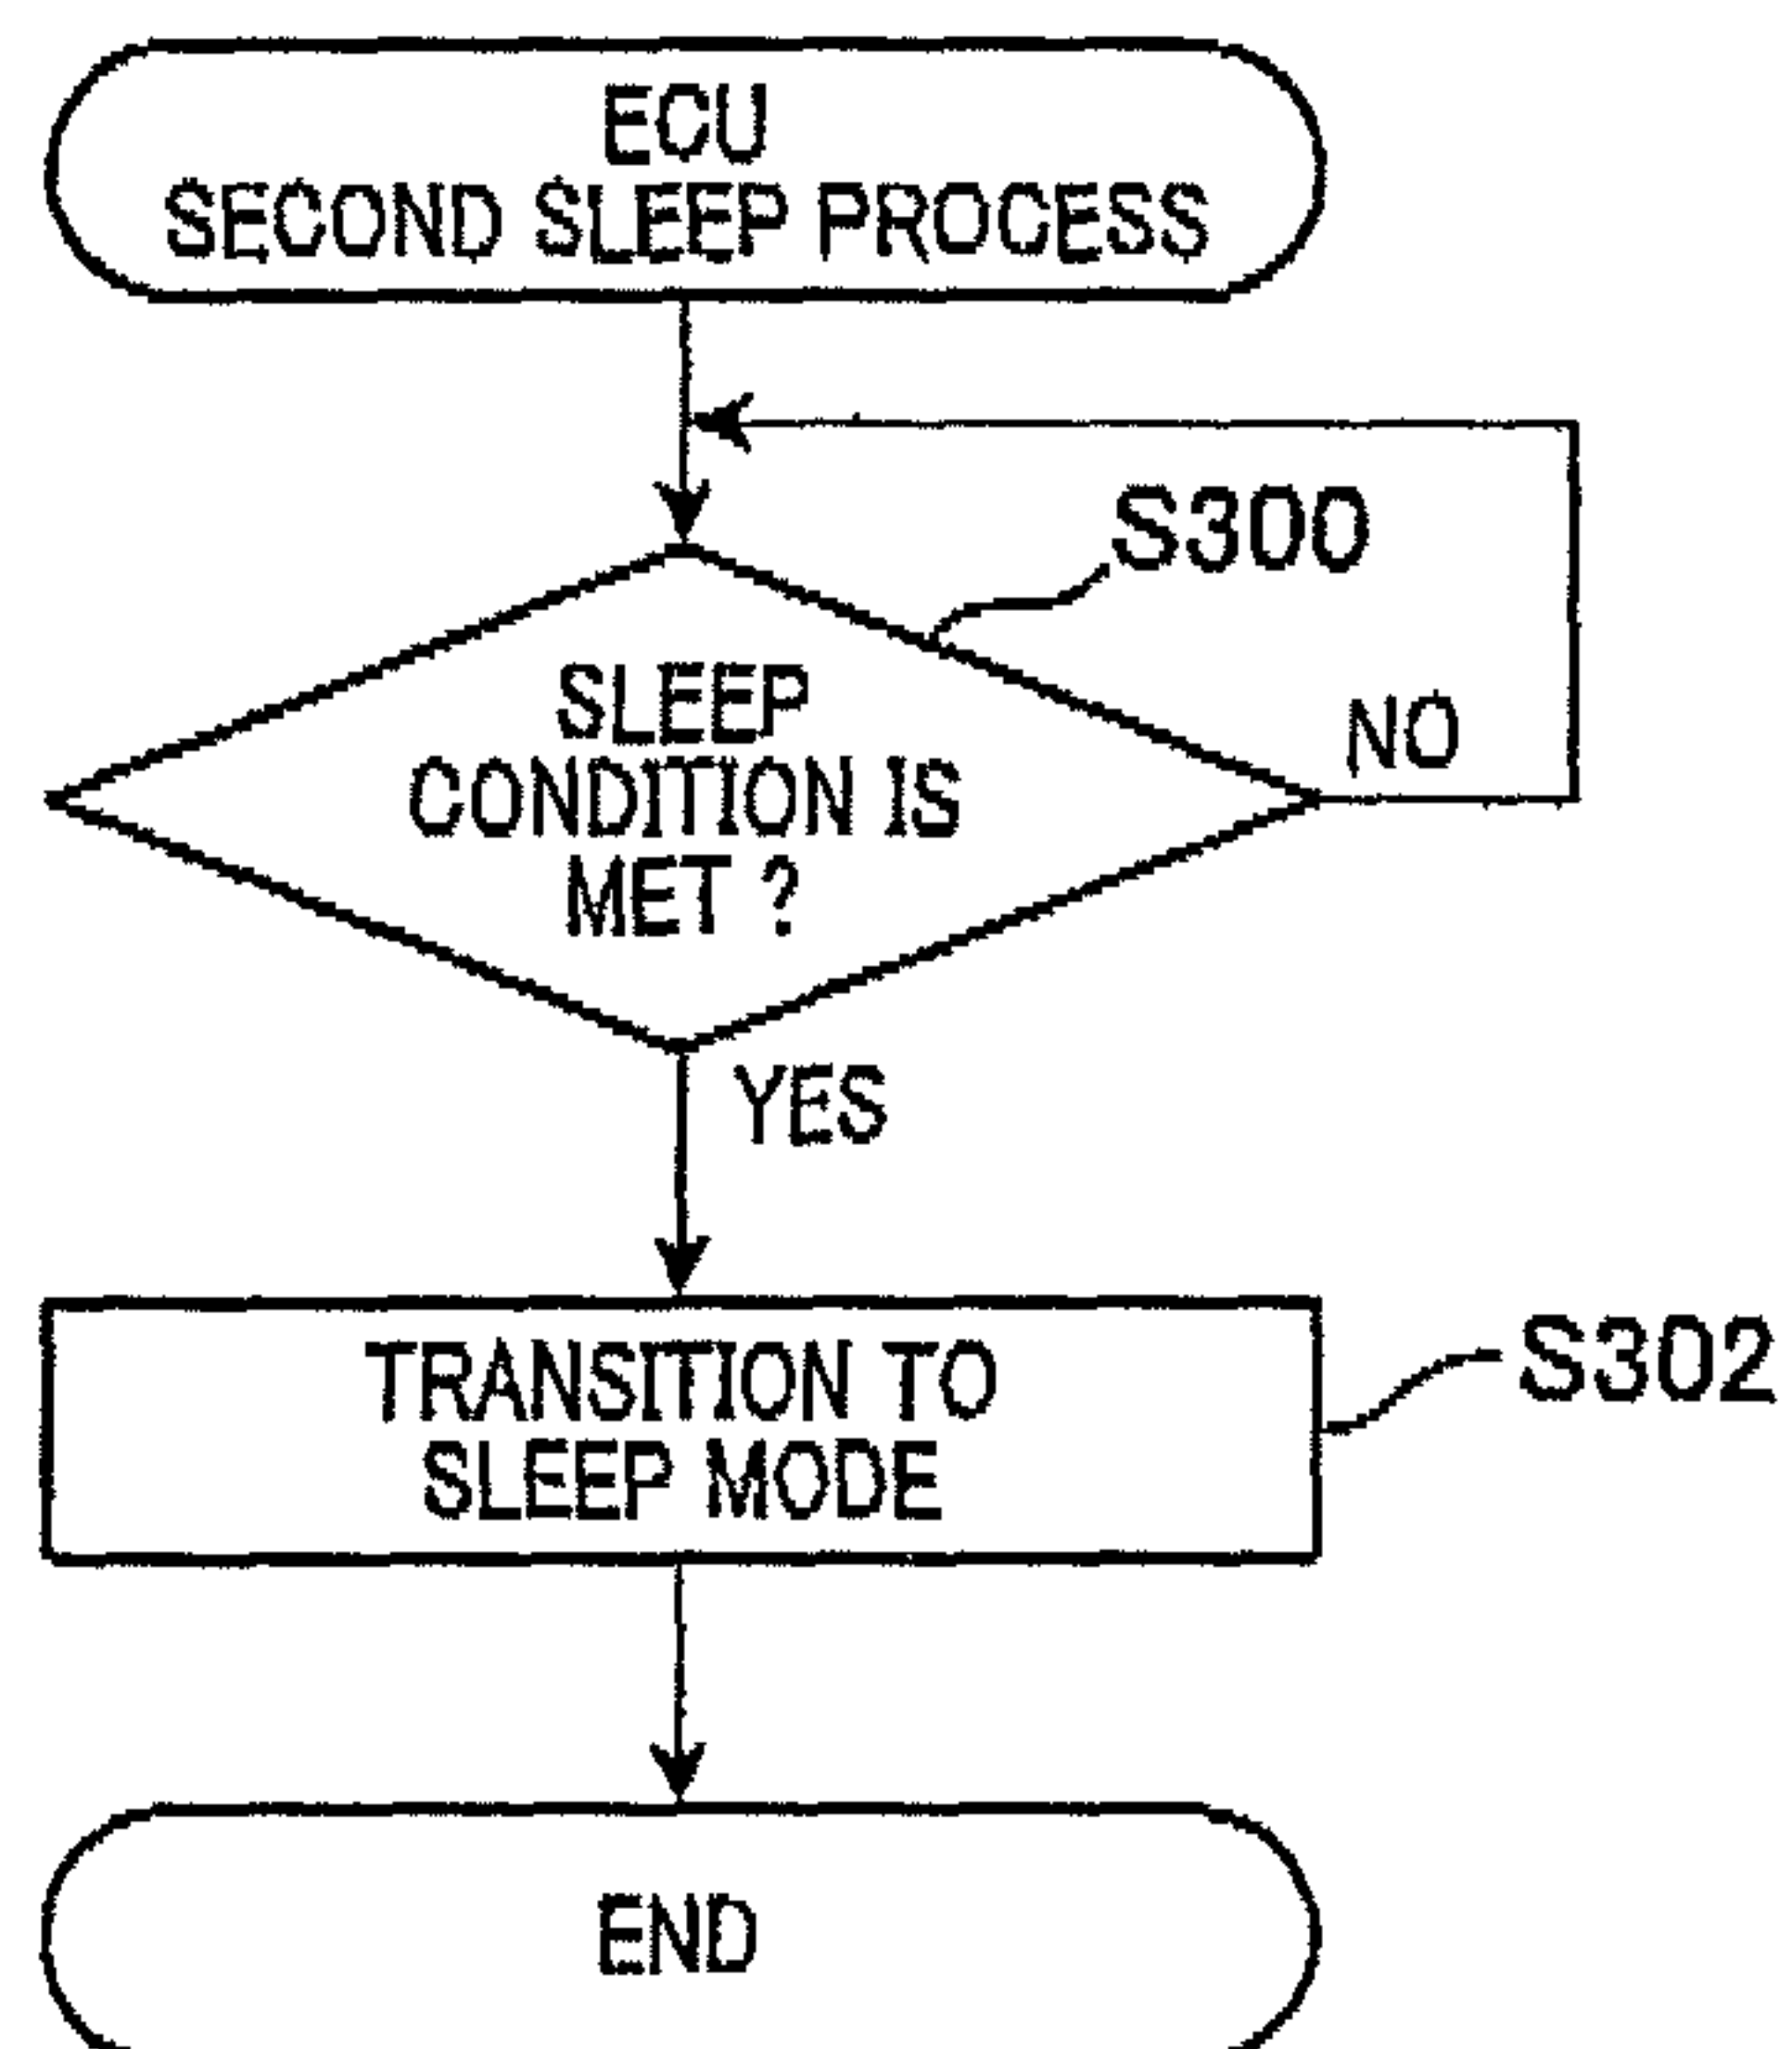 ECU
SECOND SLEEP PROCESS
S300
SLEEP
CONDITION IS
MET ?
NO
YES
TRANSITION TO
SLEEP MODE
S302
END